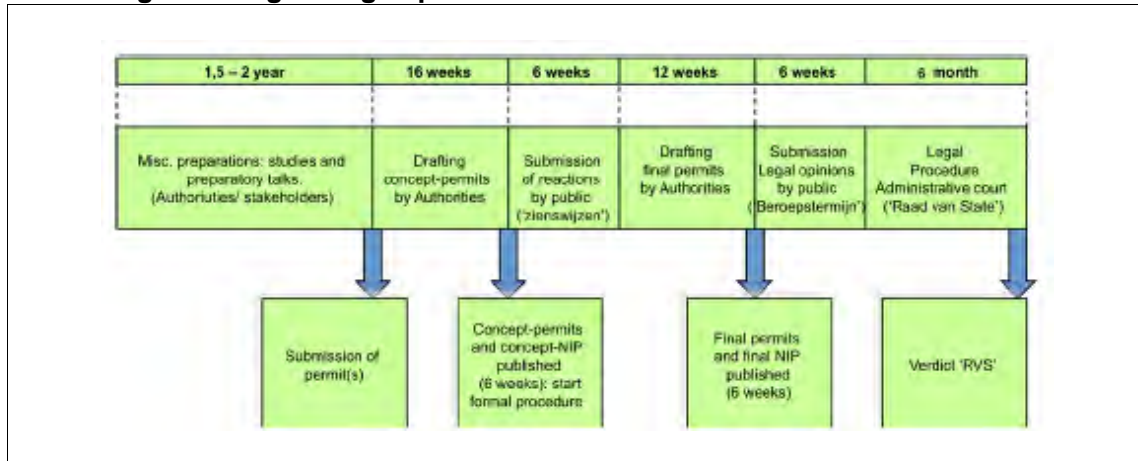 1,5 – 2 year
16 weeks
6 weeks
12 weeks
6 weeks
6 month
Misc. preparations: studies and
preparatory talks.
(Authoriuties/ stakeholders)
Drafting
concept-permits
by Authorities
Submission
of reactions
by public
('zienswijzen')
Drafting
final permits
by Authorities
Submission
Legal opinions
by public
('Beroepstermijn')
Legal
Procedure
Administrative court
('Raad van State')
Submission of
permit(s)
Concept-permits
and concept-NIP
published
(6 weeks): start
formal procedure
Final permits
and final NIP
published
(6 weeks)
Verdict 'RVS'